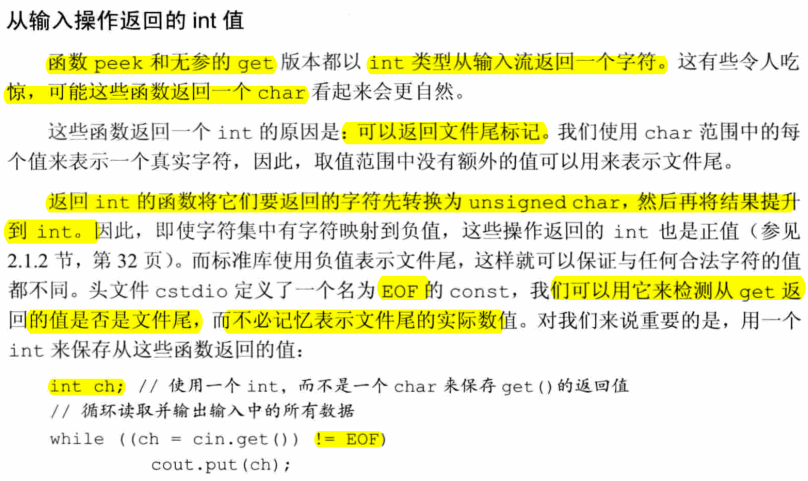 从输入操作返回的 int 值
函数 peek 和无参的 get 版本都以 int 类型从输入流返回一个字符。这有些令人吃
惊，可能这些函数返回一个 char 看起来会更自然。
这些函数返回一个 int 的原因是：可以返回文件尾标记。我们使用 char 范围中的每
个值来表示一个真实字符，因此，取值范围中没有额外的值可以用来表示文件尾。
返回 int 的函数将它们要返回的字符先转换为 unsigned char，然后再将结果提升
到 int。因此，即使字符集中有字符映射到负值，这些操作返回的 int 也是正值（参见
2.1.2 节，第 32 页）。而标准库使用负值表示文件尾，这样就可以保证与任何合法字符的值
都不同。头文件 cstdio 定义了一个名为 EOF 的 const，我们可以用它来检测从 get 返
回的值是否是文件尾，而不必记忆表示文件尾的实际数值。对我们来说重要的是，用一个
int 来保存从这些函数返回的值：
int ch; // 使用一个 int，而不是一个 char 来保存 get()的返回值
// 循环读取并输出输入中的所有数据
while ((ch = cin.get()) != EOF)
cout.put(ch);